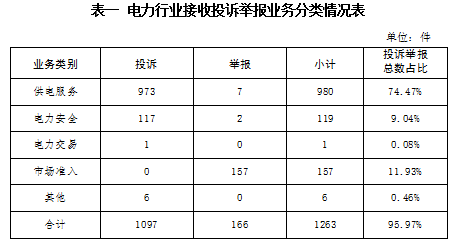 表一 电力行业接收投诉举报业务分类情况表
单位：件
业务类别 投诉 举报 小计 投诉举报总数占比
供电服务 973 7 980 74.47%
电力安全 117 2 119 9.04%
电力交易 1 0 1 0.08%
市场准入 0 157 157 11.93%
其他 6 0 6 0.46%
合计 1097 166 1263 95.97%